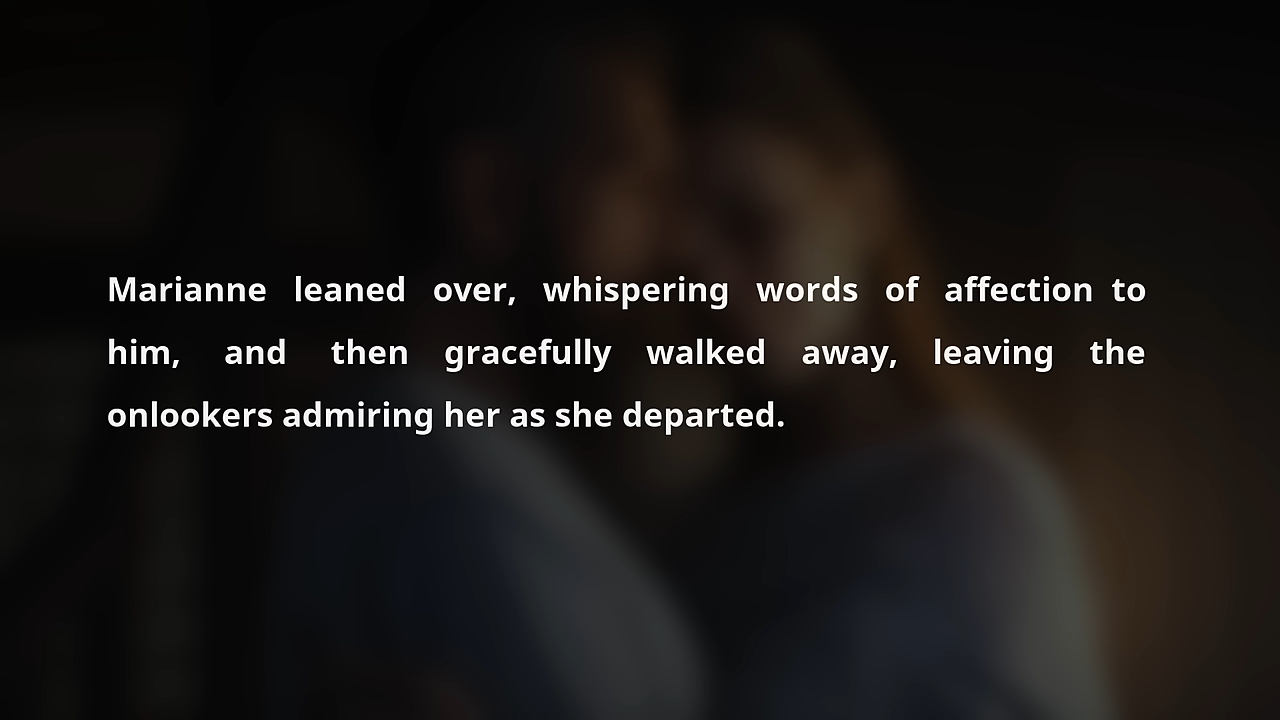 Marianne leaned over, whispering words of affection to
him, and then gracefully walked away, leaving the
onlookers admiring her as she departed.